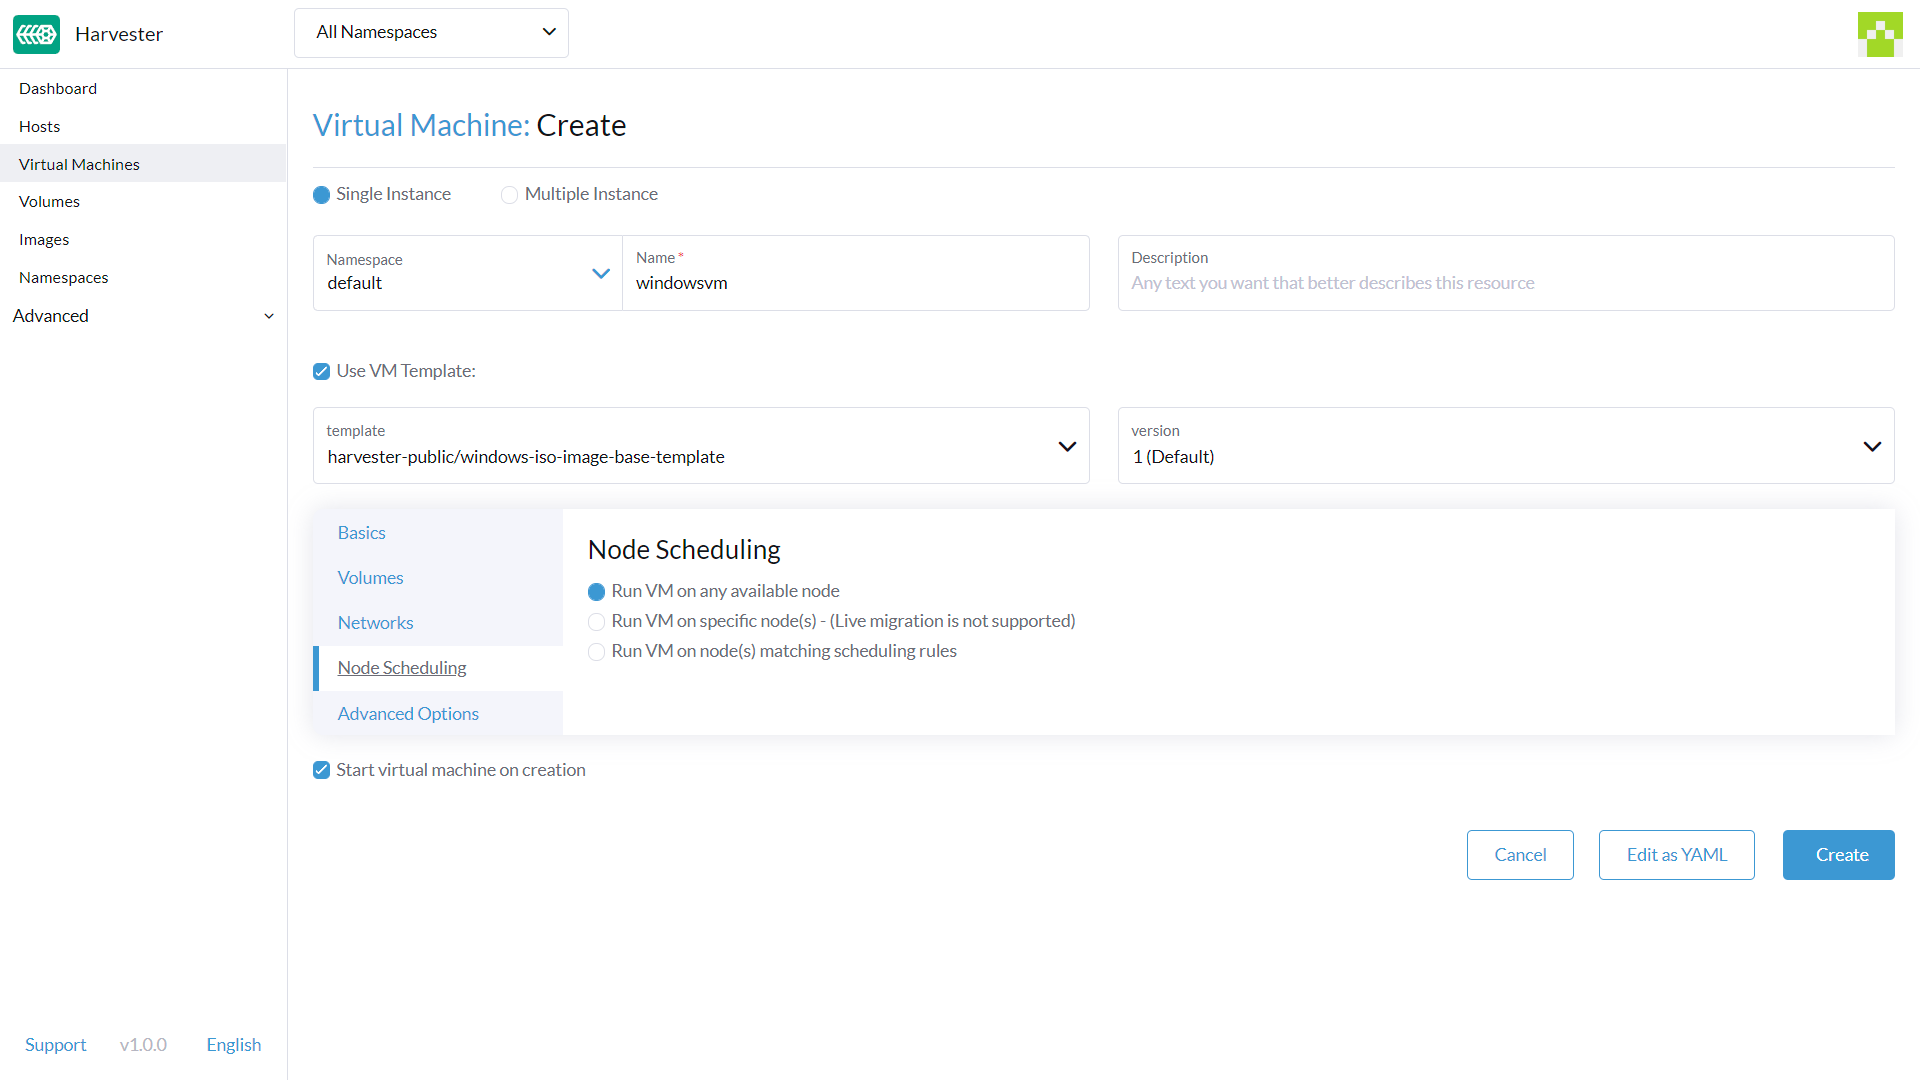 Harvester
All Namespaces
Dashboard
Hosts
Virtual Machines
Volumes
Images
Namespaces
Advanced
Virtual Machine: Create
Single Instance
Multiple Instance
Namespace
default
Name *
windowsvm
Description
Any text you want that better describes this resource
Use VM Template:
template
harvester-public/windows-iso-image-base-template
version
1 (Default)
Basics
Volumes
Networks
Node Scheduling
Advanced Options
Node Scheduling
Run VM on any available node
Run VM on specific node(s) - (Live migration is not supported)
Run VM on node(s) matching scheduling rules
Start virtual machine on creation
Cancel
Edit as YAML
Create
Support
v1.0.0
English